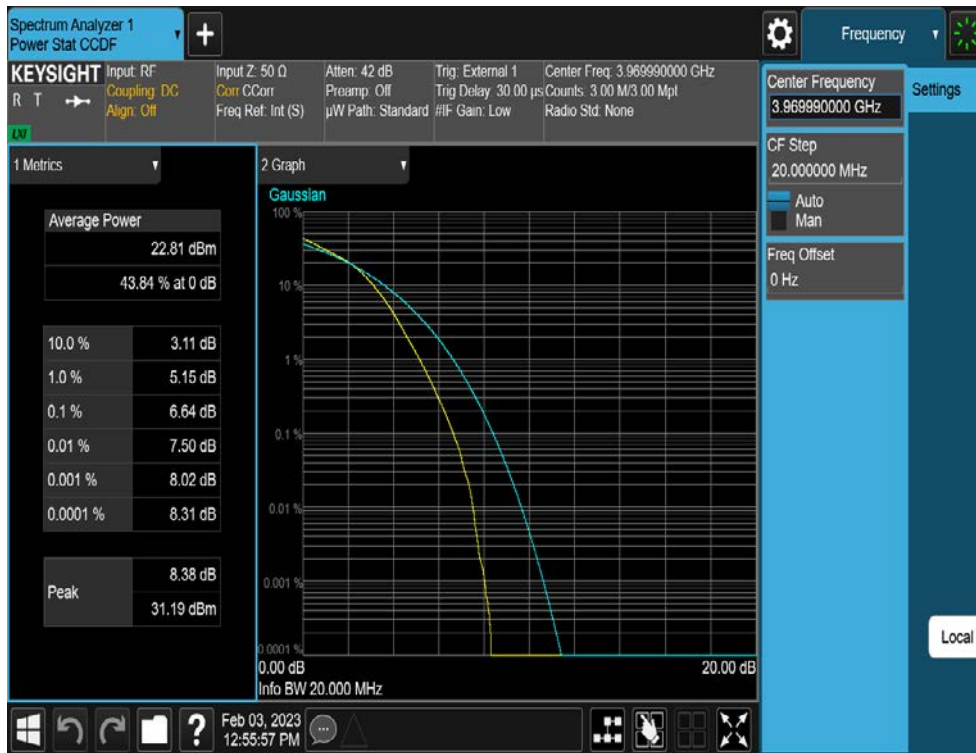 Spectrum Analyzer 1
Power Stat CCDF
+
Frequency
KEYSIGHT
R T
LXI
Input: RF
Coupling: DC
Align: Off
Input Z: 50 Ω
Corr CCorr
Freq Ref: Int (S)
Atten: 42 dB
Preamp: Off
µW Path: Standard
Trig: External 1
Trig Delay: 30.00 µs
#IF Gain: Low
Center Freq: 3.969990000 GHz
Counts: 3.00 M/3.00 Mpt
Radio Std: None
Center Frequency
3.969990000 GHz
Settings
CF Step
20.000000 MHz
Auto
Man
Freq Offset
0 Hz
Local
1 Metrics
Average Power
22.81 dBm
43.84 % at 0 dB
10.0 % 3.11 dB
1.0 % 5.15 dB
0.1 % 6.64 dB
0.01 % 7.50 dB
0.001 % 8.02 dB
0.0001 % 8.31 dB
Peak
8.38 dB
31.19 dBm
2 Graph
Gaussian
100 %
10 %
1 %
0.1 %
0.01 %
0.001 %
0.0001 %
0.00 dB 20.00 dB
Info BW 20.000 MHz
?
Feb 03, 2023
12:55:57 PM